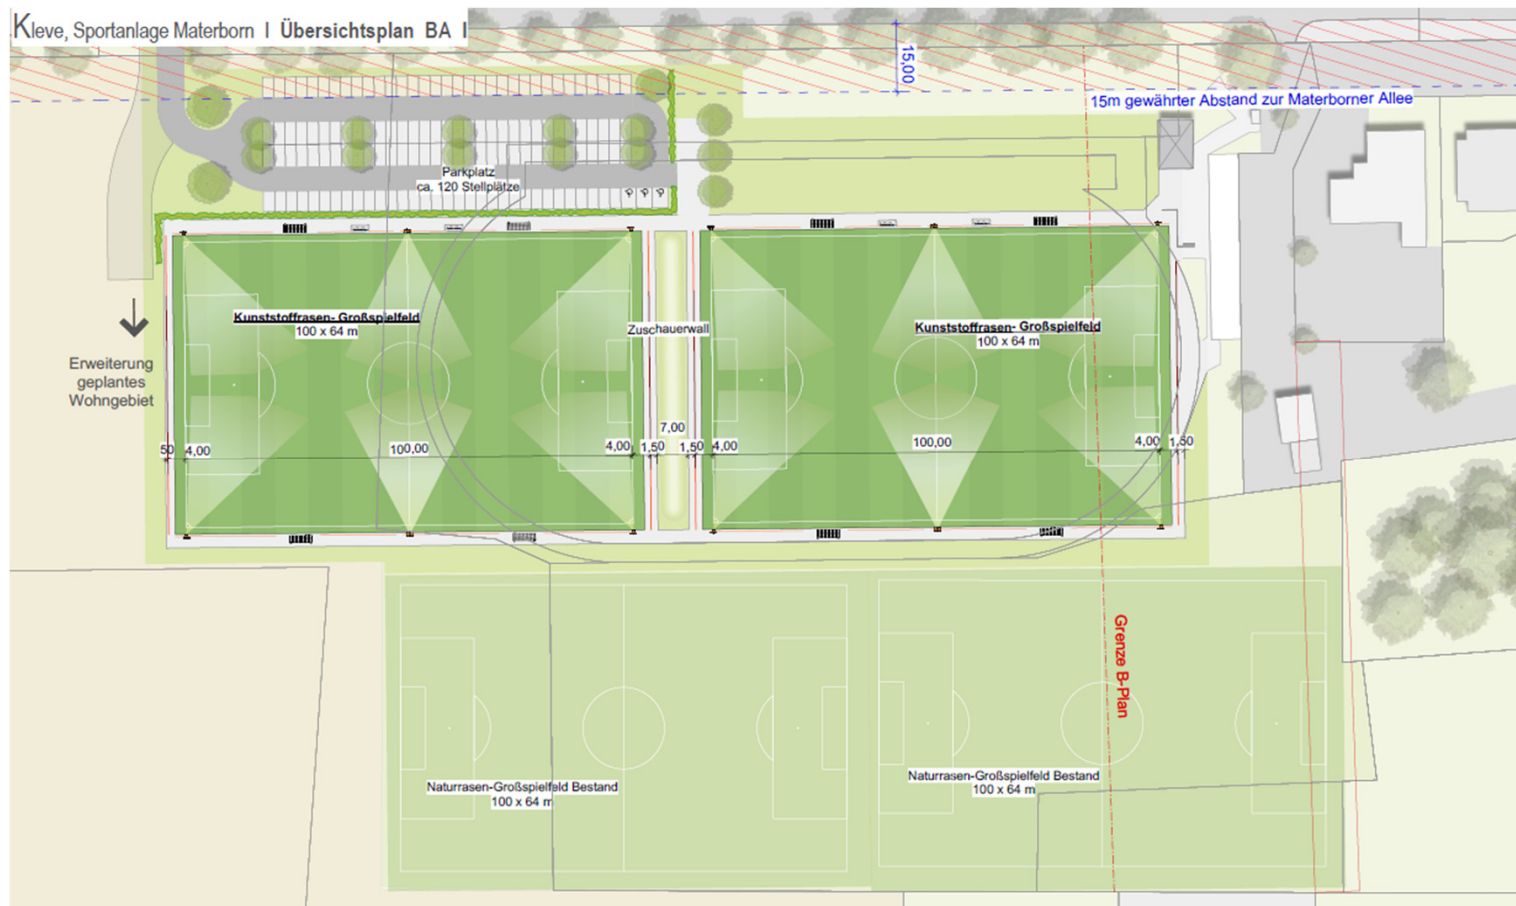 Kleve, Sportanlage Materborn I Übersichtsplan BA I
15,00
15m gewährter Abstand zur Materborner Allee
Parkplatz
ca. 120 Stellplätze
Kunststoffrasen- Großspielfeld
100 x 64 m
Zuschauerwall
Kunststoffrasen- Großspielfeld
100 x 64 m
Erweiterung
geplantes
Wohngebiet
50 4,00 100,00 4,00 1,50 7,00 1,50 4,00 100,00 4,00 1,50
Grenze B-Plan
Naturrasen-Großspielfeld Bestand
100 x 64 m
Naturrasen-Großspielfeld Bestand
100 x 64 m